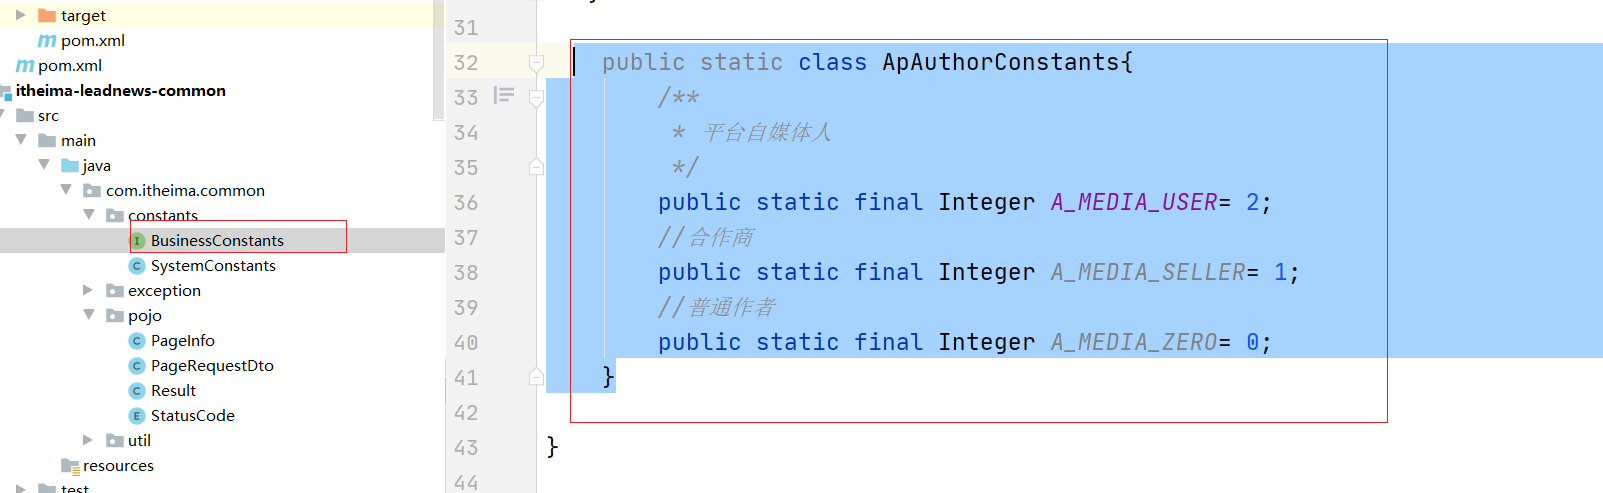 target
pom.xml
pom.xml
itheima-leadnews-common
src
main
java
com.itheima.common
constants
BusinessConstants
SystemConstants
exception
pojo
PageInfo
PageRequestDto
Result
StatusCode
util
resources
test
31
32 public static class ApAuthorConstants{
33 /**
34 * 平台自媒体人
35 */
36 public static final Integer A_MEDIA_USER= 2;
37 //合作商
38 public static final Integer A_MEDIA_SELLER= 1;
39 //普通作者
40 public static final Integer A_MEDIA_ZERO= 0;
41 }
42
43 }
44